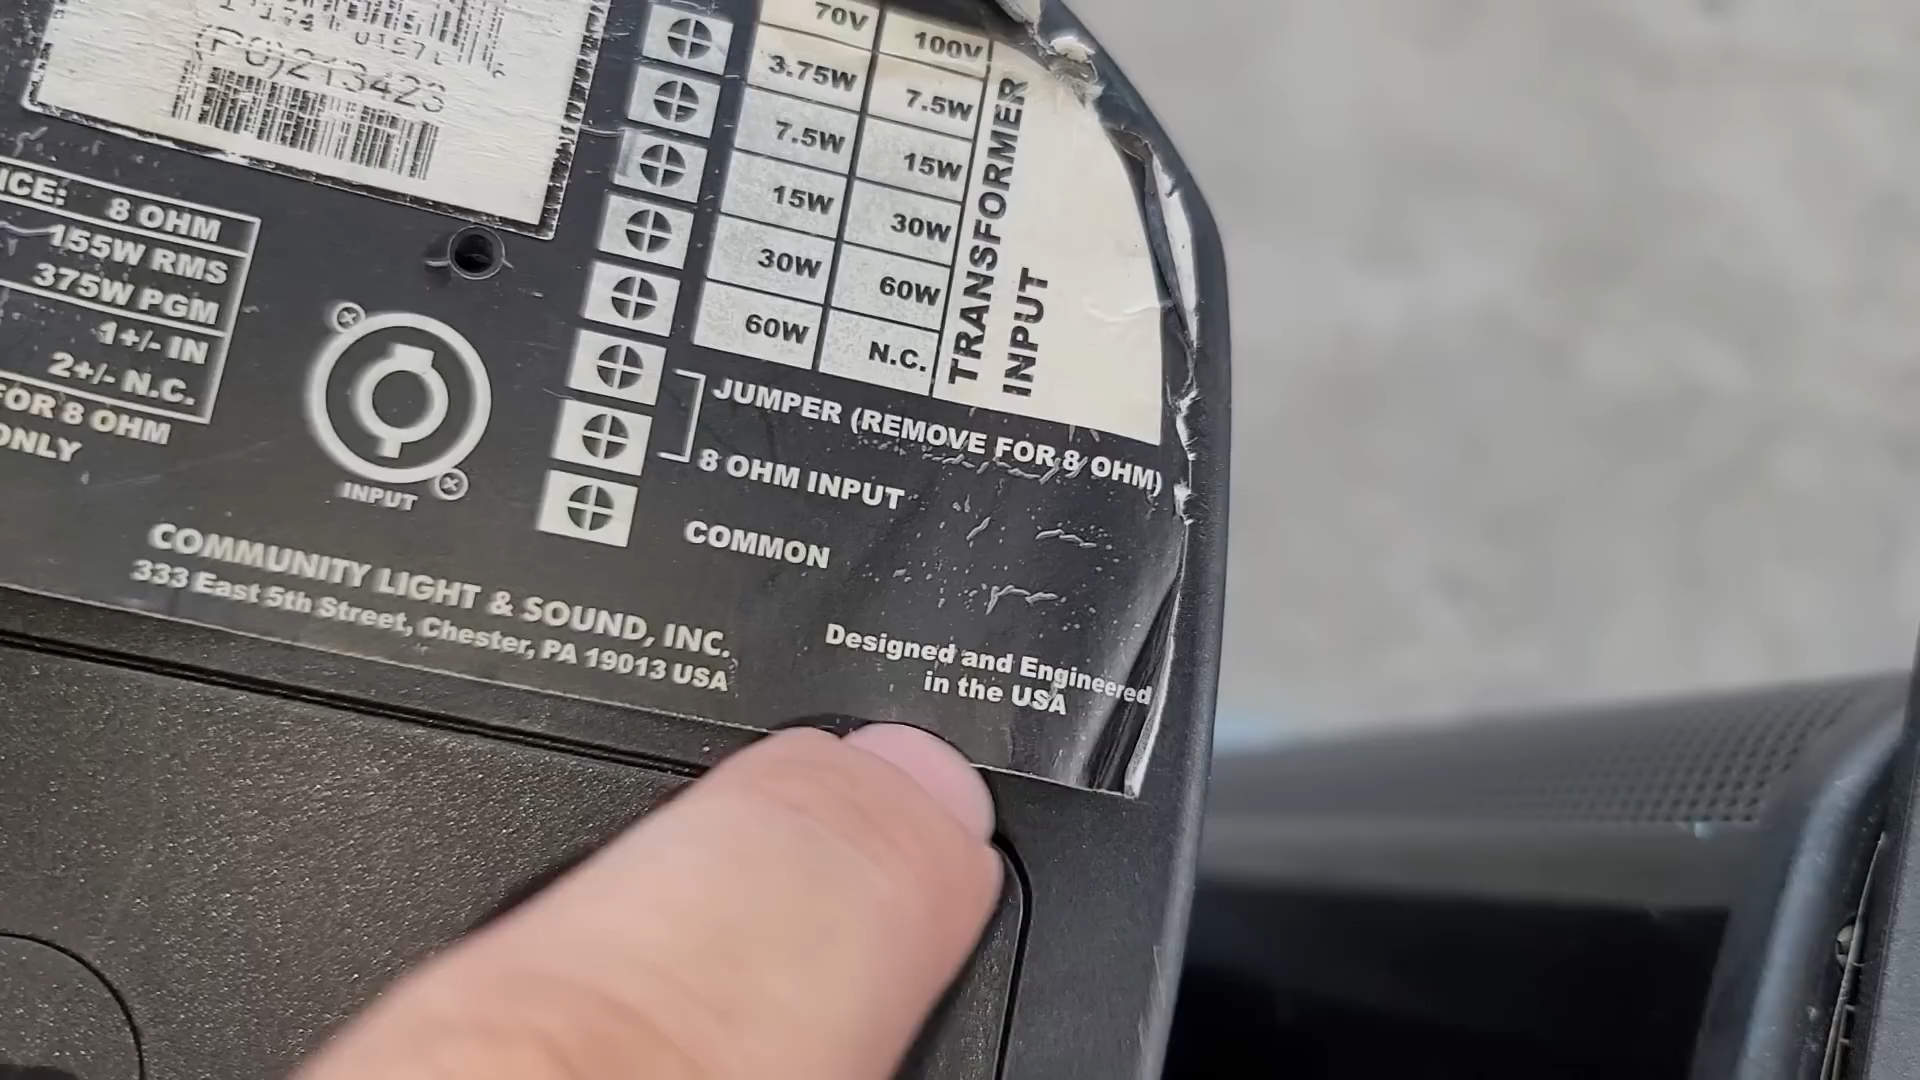 (PO)213423
8 OHM
155W RMS
375W PGM
1+/- IN
2+/- N.C.
FOR 8 OHM
ONLY
INPUT
70V 100V
3.75W 7.5W
7.5W 15W
15W 30W
30W 60W
60W N.C.
TRANSFORMER
INPUT
JUMPER (REMOVE FOR 8 OHM)
8 OHM INPUT
COMMON
COMMUNITY LIGHT & SOUND, INC.
333 East 5th Street, Chester, PA 19013 USA
Designed and Engineered
in the USA